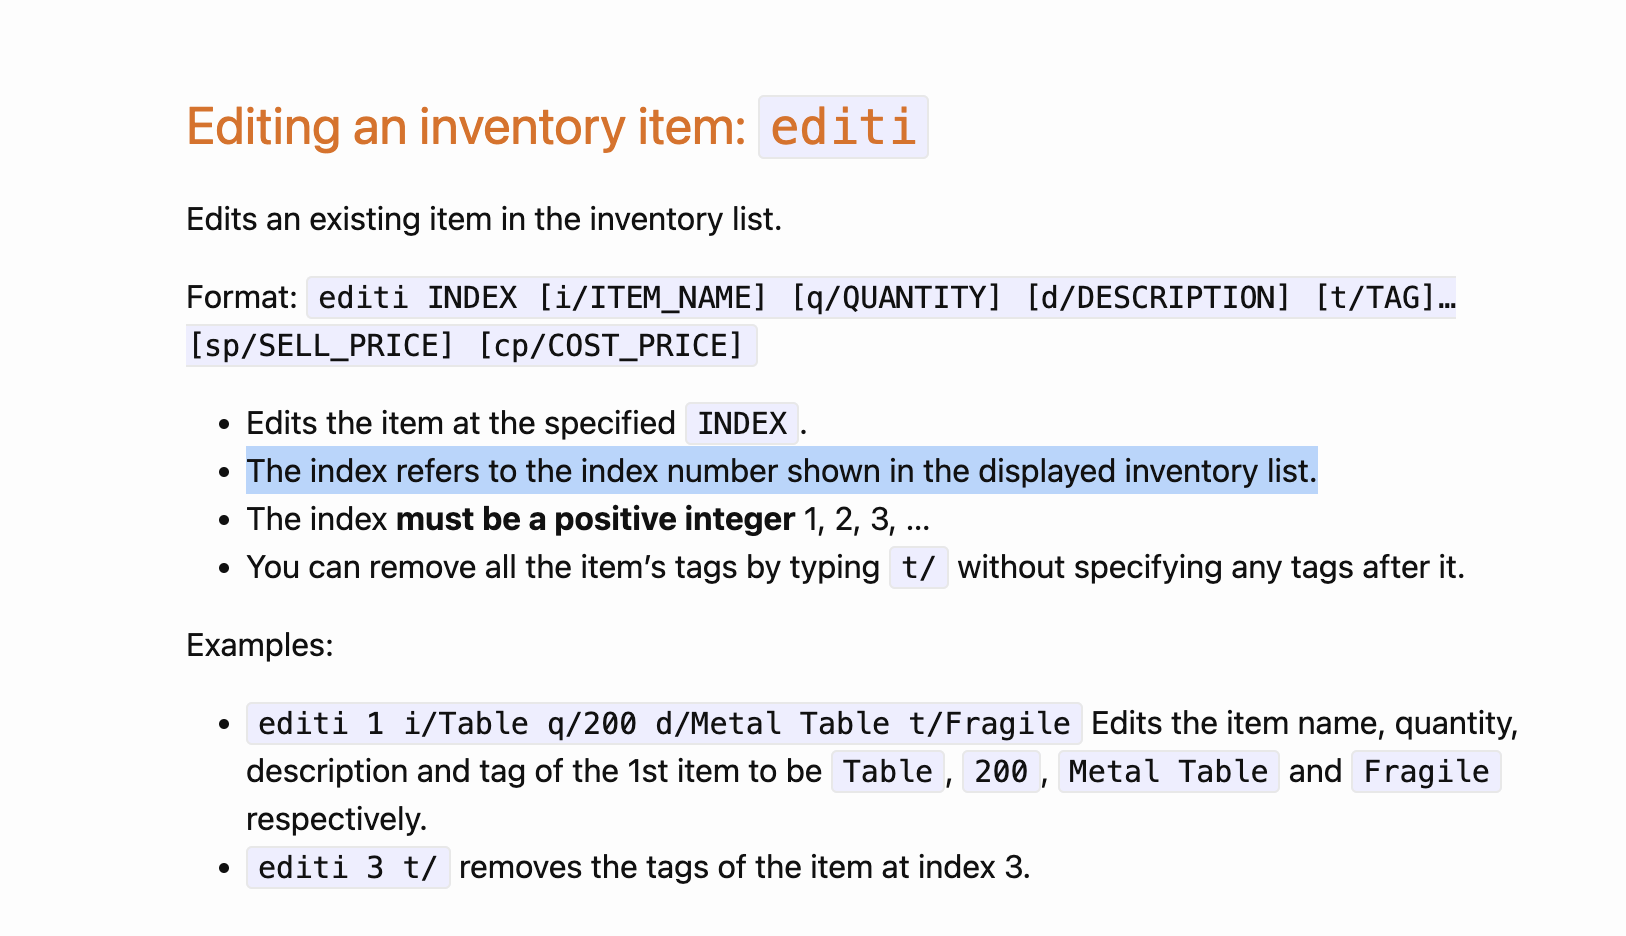 Editing an inventory item: editi
Edits an existing item in the inventory list.
Format: editi INDEX [i/ITEM_NAME] [q/QUANTITY] [d/DESCRIPTION] [t/TAG]…
[sp/SELL_PRICE] [cp/COST_PRICE]
• Edits the item at the specified INDEX.
• The index refers to the index number shown in the displayed inventory list.
• The index must be a positive integer 1, 2, 3, …
• You can remove all the item’s tags by typing t/ without specifying any tags after it.
Examples:
• editi 1 i/Table q/200 d/Metal Table t/Fragile Edits the item name, quantity,
description and tag of the 1st item to be Table, 200, Metal Table and Fragile
respectively.
• editi 3 t/ removes the tags of the item at index 3.